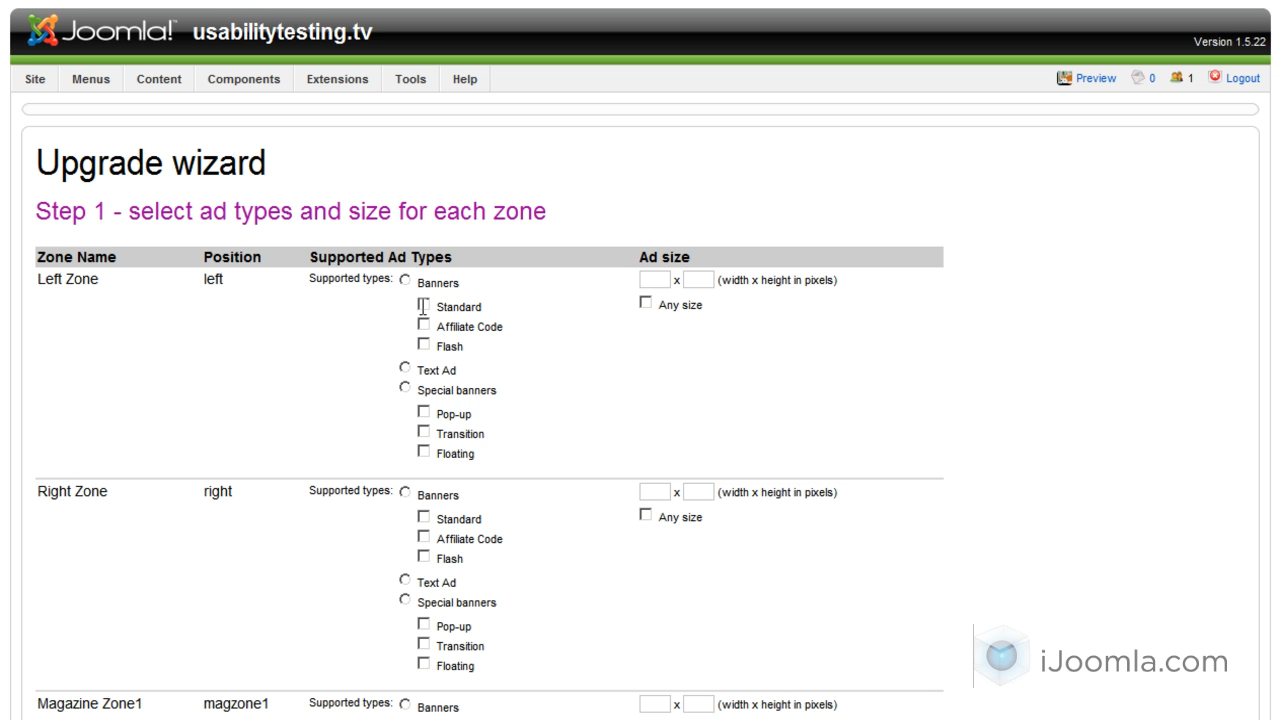 Joomla! usabilitytesting.tv
Version 1.5.22
Site Menus Content Components Extensions Tools Help Preview 0 1 Logout
Upgrade wizard
Step 1 - select ad types and size for each zone
Zone Name Position Supported Ad Types Ad size
Left Zone left Supported types: Banners x (width x height in pixels)
Standard Any size
Affiliate Code
Flash
Text Ad
Special banners
Pop-up
Transition
Floating
Right Zone right Supported types: Banners x (width x height in pixels)
Standard Any size
Affiliate Code
Flash
Text Ad
Special banners
Pop-up
Transition
Floating
iJoomla.com
Magazine Zone1 magzone1 Supported types: Banners x (width x height in pixels)